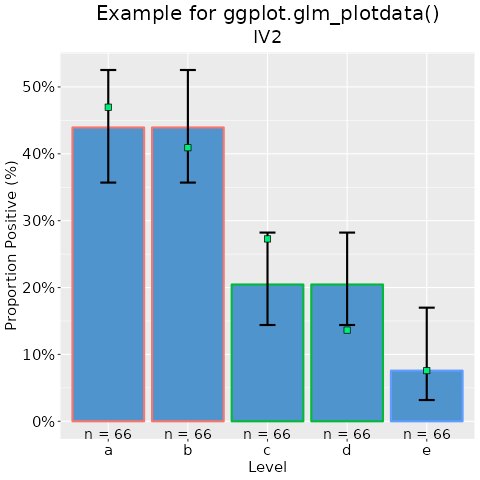 Example for ggplot.glm_plotdata()
IV2
Proportion Positive (%)
50%
40%
30%
20%
10%
0%
n = 66 n = 66 n = 66 n = 66 n = 66
a b c d e
Level